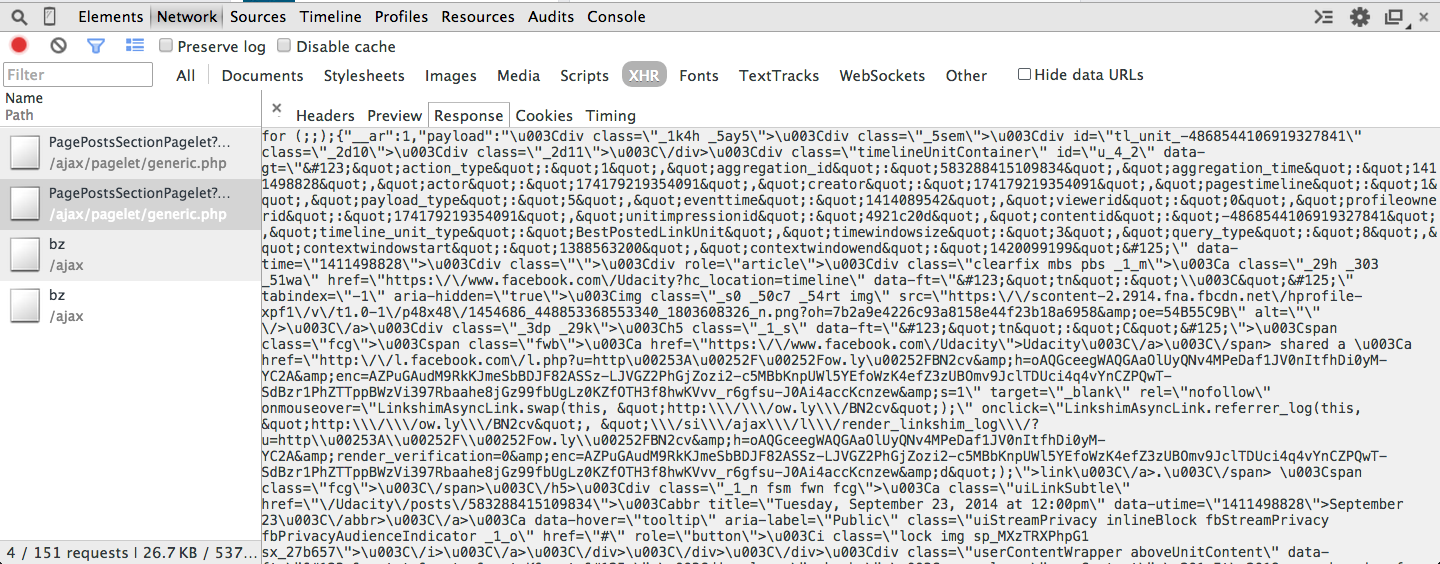 Elements Network Sources Timeline Profiles Resources Audits Console
Preserve log Disable cache
Filter All Documents Stylesheets Images Media Scripts XHR Fonts TextTracks WebSockets Other Hide data URLs
Name
Path
Headers Preview Response Cookies Timing
PagePostsSectionPagelet?...
/ajax/pagelet/generic.php
PagePostsSectionPagelet?...
/ajax/pagelet/generic.php
bz
/ajax
bz
/ajax
4 / 151 requests | 26.7 KB / 537...
for (;;);{"__ar":1,"payload":"\u003Cdiv class=\"_1k4h _5ay5\">\u003Cdiv class=\"_5sem\">\u003Cdiv id=\"tl_unit_-4868544106919327841\"
class=\"_2d10\">\u003Cdiv class=\"_2d11\">\u003C\/div>\u003Cdiv class=\"timelineUnitContainer\" id=\"u_4_2\" data-
gt=\"&#123;&quot;action_type&quot;:&quot;1&quot;,&quot;aggregation_id&quot;:&quot;583288415109834&quot;,&quot;aggregation_time&quot;:&quot;141
1498828&quot;,&quot;actor&quot;:&quot;174179219354091&quot;,&quot;creator&quot;:&quot;174179219354091&quot;,&quot;pagestimeline&quot;:&quot;1&quot
;,&quot;payload_type&quot;:&quot;5&quot;,&quot;eventtime&quot;:&quot;1414089542&quot;,&quot;viewerid&quot;:&quot;0&quot;,&quot;profileowne
rid&quot;:&quot;174179219354091&quot;,&quot;unitimpressionid&quot;:&quot;4921c20d&quot;,&quot;contentid&quot;:&quot;-4868544106919327841&quot;
,&quot;timeline_unit_type&quot;:&quot;BestPostedLinkUnit&quot;,&quot;timewindowsize&quot;:&quot;3&quot;,&quot;query_type&quot;:&quot;8&quot;,&
quot;contextwindowstart&quot;:&quot;1388563200&quot;,&quot;contextwindowend&quot;:&quot;1420099199&quot;&#125;\" data-
time=\"1411498828\">\u003Cdiv class=\"\">\u003Cdiv role=\"article\">\u003Cdiv class=\"clearfix mbs pbs _1_m\">\u003Ca class=\"_29h _303
_51wa\" href=\"https:\/\/www.facebook.com\/Udacity?hc_location=timeline\" data-ft=\"&#123;&quot;tn&quot;:&quot;\\u003C&quot;&#125;\"
tabindex=\"-1\" aria-hidden=\"true\">\u003Cimg class=\"_s0 _50c7 _54rt img\" src=\"https:\/\/scontent-2.2914.fna.fbcdn.net\/hprofile-
xpf1\/v\/t1.0-1\/p48x48\/1454686_448853368553340_1803608326_n.png?oh=7b2a9e4226c93a8158e44f23b18a6958&amp;oe=54B55C9B\" alt=\"\"
\/>\u003C\/a>\u003Cdiv class=\"_3dp _29k\">\u003Ch5 class=\"_1_s\" data-ft=\"&#123;&quot;tn&quot;:&quot;C&quot;&#125;\">\u003Cspan
class=\"fcg\">\u003Cspan class=\"fwb\">\u003Ca href=\"https:\/\/www.facebook.com\/Udacity\">Udacity\u003C\/a>\u003C\/span> shared a \u003Ca
href=\"http:\/\/l.facebook.com\/l.php?u=http\u00253A\u00252F\u00252Fow.ly\u00252FBN2cv&amp;h=oAQGceegWAQGAaOlUyQNv4MPeDaf1JV0nItfhDi0yM-
YC2A&amp;enc=AZPuGAudM9RkKJmeSbBDJF82ASSz-LJVGZ2PhGjZozi2-c5MBbKnpUWl5YEfoWzK4efZ3zUBOmv9JclTDUci4q4vYnCZPQwT-
SdBzr1PhZTTppBWzVi397Rbaahe8jGz99fbUgLz0KZfOTH3f8hwKVvv_r6gfsu-J0Ai4accKcnzew&amp;s=1\" target=\"_blank\" rel=\"nofollow\"
onmouseover=\"LinkshimAsyncLink.swap(this, &quot;http:\\\/\\\/ow.ly\\\/BN2cv&quot;);\" onclick=\"LinkshimAsyncLink.referrer_log(this,
&quot;http:\\\/\\\/ow.ly\\\/BN2cv&quot;, &quot;\\\/si\\\/ajax\\\/l\\\/render_linkshim_log\\\/?
u=http\\u00253A\\u00252F\\u00252Fow.ly\\u00252FBN2cv&amp;h=oAQGceegWAQGAaOlUyQNv4MPeDaf1JV0nItfhDi0yM-
YC2A&amp;render_verification=0&amp;enc=AZPuGAudM9RkKJmeSbBDJF82ASSz-LJVGZ2PhGjZozi2-c5MBbKnpUWl5YEfoWzK4efZ3zUBOmv9JclTDUci4q4vYnCZPQwT-
SdBzr1PhZTTppBWzVi397Rbaahe8jGz99fbUgLz0KZfOTH3f8hwKVvv_r6gfsu-J0Ai4accKcnzew&amp;d&quot;);\">link\u003C\/a>.\u003C\/span> \u003Cspan
class=\"fcg\">\u003C\/span>\u003C\/h5>\u003Cdiv class=\"_1_n fsm fwn fcg\">\u003Ca class=\"uiLinkSubtle\"
href=\"\/Udacity\/posts\/583288415109834\">\u003Cabbr title=\"Tuesday, September 23, 2014 at 12:00pm\" data-utime=\"1411498828\">September
23\u003C\/abbr>\u003C\/a>\u003Ca data-hover=\"tooltip\" aria-label=\"Public\" class=\"uiStreamPrivacy inlineBlock fbStreamPrivacy
fbPrivacyAudienceIndicator _1_o\" href=\"#\" role=\"button\">\u003Ci class=\"lock img sp_MXzTRXPhpG1
sx_27b657\">\u003C\/i>\u003C\/a>\u003C\/div>\u003C\/div>\u003C\/div>\u003Cdiv class=\"userContentWrapper aboveUnitContent\" data-